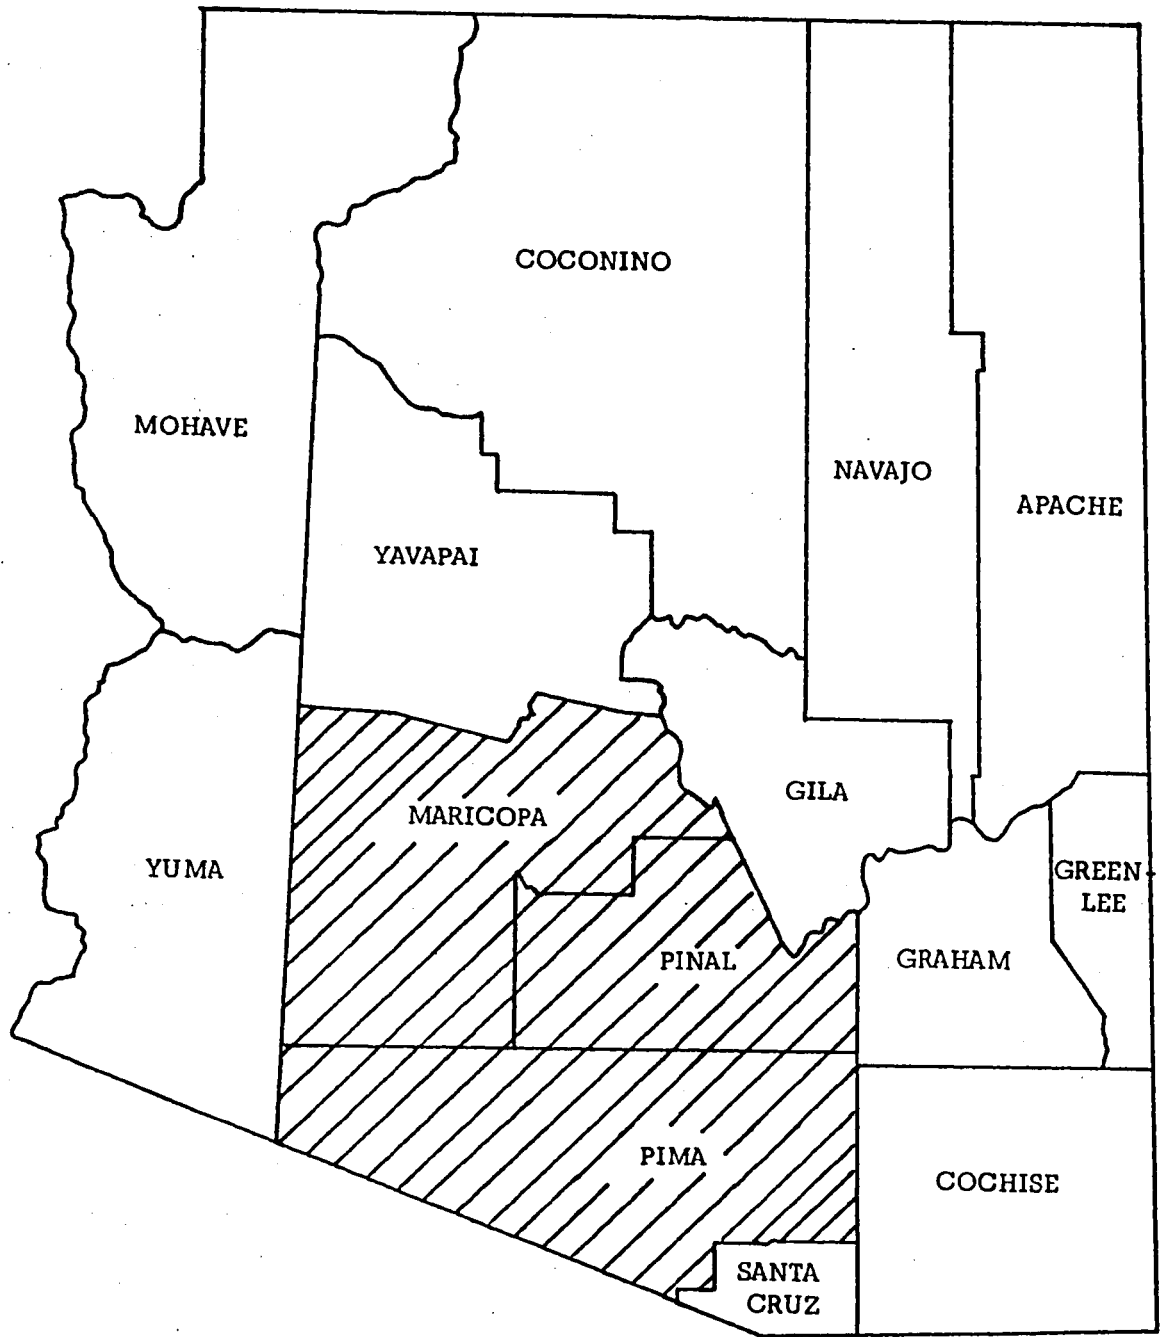 COCONINO
MOHAVE
NAVAJO
APACHE
YAVAPAI
GILA
MARICOPA
YUMA
GREEN-
LEE
PINAL
GRAHAM
PIMA
COCHISE
SANTA
CRUZ